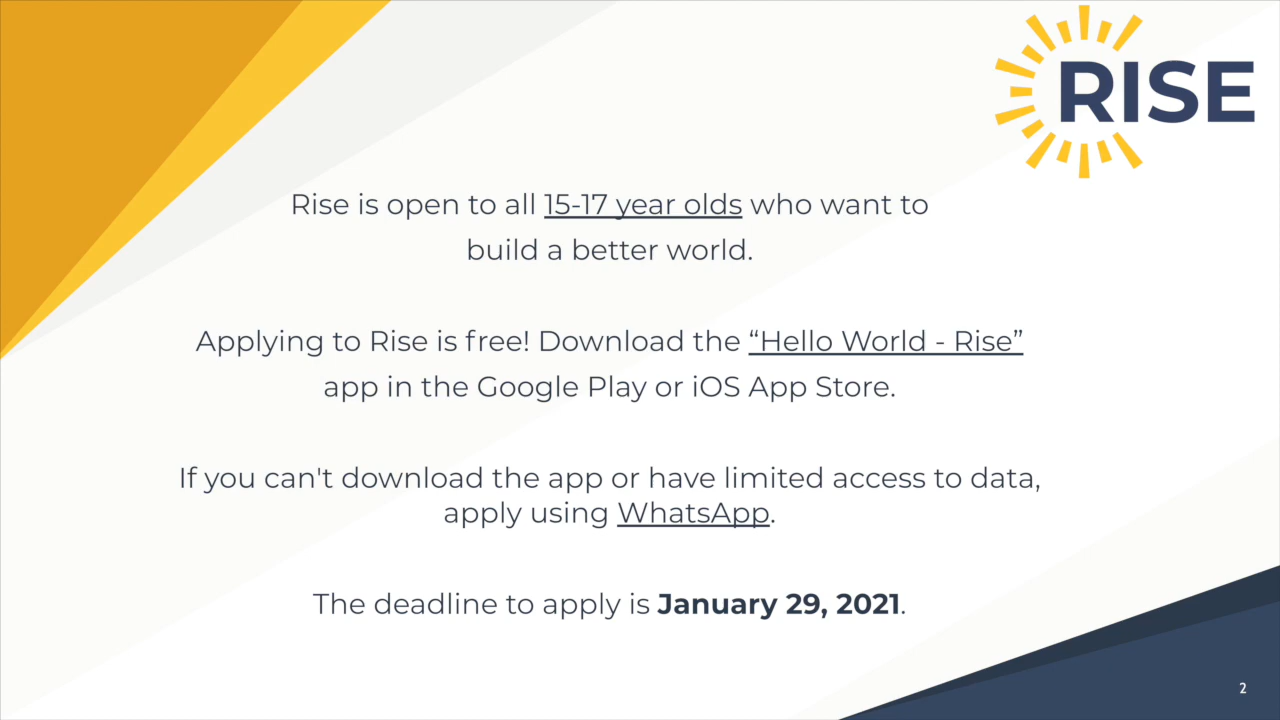 RISE
Rise is open to all 15-17 year olds who want to
build a better world.
Applying to Rise is free! Download the “Hello World - Rise”
app in the Google Play or iOS App Store.
If you can't download the app or have limited access to data,
apply using WhatsApp.
The deadline to apply is January 29, 2021.
2